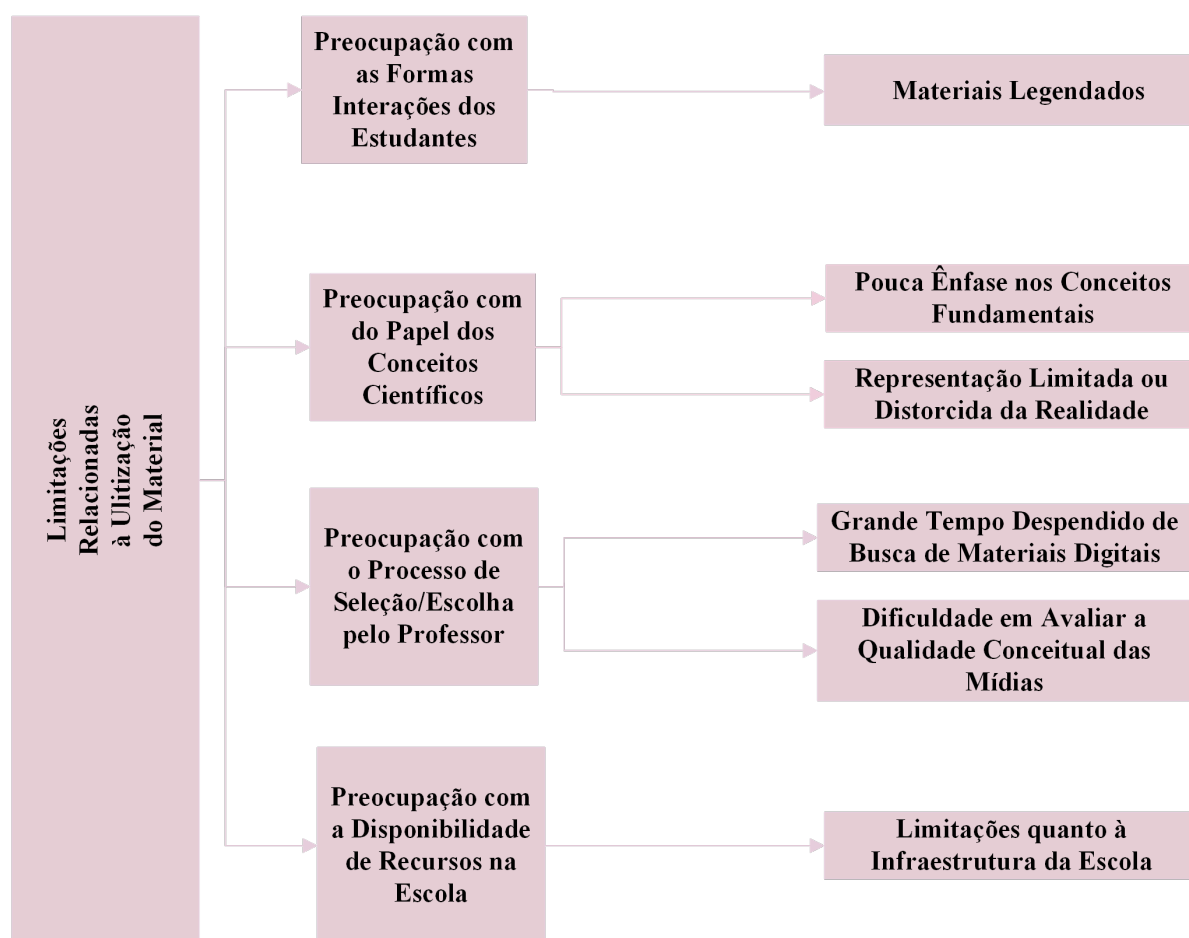 Limitações
Relacionadas
à Ulitização
do Material
Preocupação com
as Formas
Interações dos
Estudantes
Materiais Legendados
Preocupação com
do Papel dos
Conceitos
Científicos
Pouca Ênfase nos Conceitos
Fundamentais
Representação Limitada ou
Distorcida da Realidade
Preocupação com
o Processo de
Seleção/Escolha
pelo Professor
Grande Tempo Despendido de
Busca de Materiais Digitais
Dificuldade em Avaliar a
Qualidade Conceitual das
Mídias
Preocupação com
a Disponibilidade
de Recursos na
Escola
Limitações quanto à
Infraestrutura da Escola